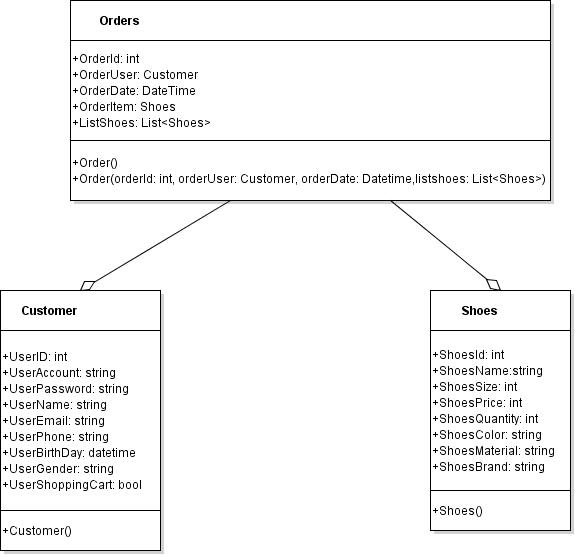 Orders
+OrderId: int
+OrderUser: Customer
+OrderDate: DateTime
+OrderItem: Shoes
+ListShoes: List<Shoes>
+Order()
+Order(orderId: int, orderUser: Customer, orderDate: Datetime,listshoes: List<Shoes>)
Customer
+UserID: int
+UserAccount: string
+UserPassword: string
+UserName: string
+UserEmail: string
+UserPhone: string
+UserBirthDay: datetime
+UserGender: string
+UserShoppingCart: bool
+Customer()
Shoes
+ShoesId: int
+ShoesName:string
+ShoesSize: int
+ShoesPrice: int
+ShoesQuantity: int
+ShoesColor: string
+ShoesMaterial: string
+ShoesBrand: string
+Shoes()